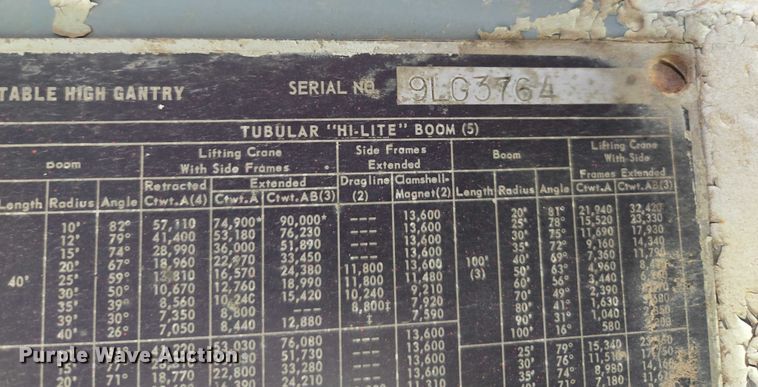 TABLE HIGH GANTRY SERIAL NO. 9LG3764
TUBULAR "HI-LITE" BOOM (5)
Boom Lifting Crane With Side Frames Side Frames Extended Boom Lifting Crane With Side Frames Extended
Length Radius Angle Retracted Ctwt.A(4) Extended Ctwt.A Ctwt.AB(3) Dragline (2) Clamshell-Magnet(2) Length Radius Angle Ctwt.A Ctwt.AB(3)
40' 100' (3)
10' 82° 57,110 74,900* 90,000* --- 13,600 20' 81° 21,940 32,420
12' 79° 41,400 53,180 76,230 --- 13,600 25' 78° 15,520 23,330
15' 74° 28,990 36,000 51,890 --- 13,600 30' 75° 11,690 17,930
20' 67° 18,960 22,970 33,450 --- 13,600 35' 72° 9,160 14,340
25' 59° 16,570 24,380 11,800 13,600 40' 69° 7,360
30' 50° 10,670 12,760 18,990 11,800 11,480 50' 63° 4,960
35' 39° 8,560 10,240 15,420 10,240 9,210 60' 56° 3,440
39' 30° 7,350 8,800 --- 8,800‡ 7,920 70' 49° 2,390
40' 26° 7,050 8,440 12,880 ‡ 7,590 80' 41° 1,630
90' 31° 1,040
100' 16° 580
53,030 76,080 --- 13,600 25' 79° 15,340
51,730 --- 13,600 30' 76°
20' 71° 18,770 22,800 33,280 --- 13,600 35' 74° 8,980
24,210 11,310 71° 7,180
Purple Wave Auction